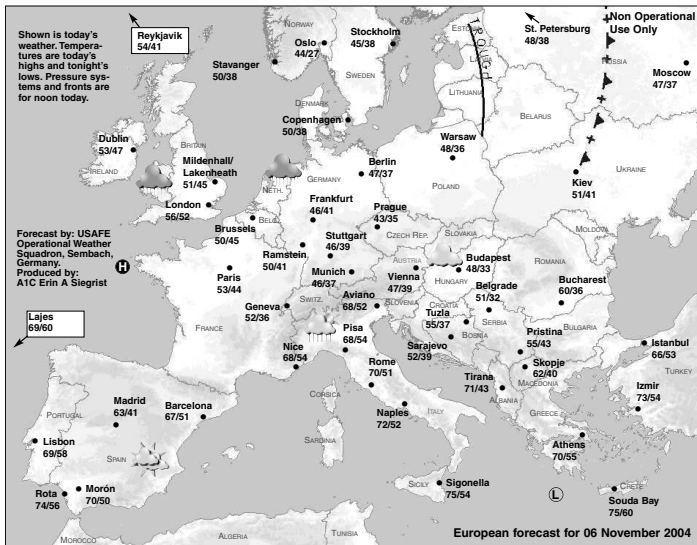 Shown is today's
weather. Tempera-
tures are today's
highs and tonight's
lows. Pressure sys-
tems and fronts are
for noon today.
Reykjavik
54/41
NORWAY
Oslo
44/27
Stockholm
45/38
Stavanger
50/38
SWEDEN
ESTONIA
TROUGH
LITHUANIA
St. Petersburg
48/38
Non Operational
Use Only
RUSSIA
Moscow
47/37
DENMARK
Copenhagen
50/38
BELARUS
Dublin
53/47
IRELAND
BRITAIN
Mildenhall/
Lakenheath
51/45
London
56/52
NETH.
Berlin
47/37
GERMANY
Warsaw
48/36
POLAND
UKRAINE
Kiev
51/41
Brussels
50/45
BELG.
Frankfurt
46/41
Prague
43/35
CZECH REP.
SLOVAKIA
Stuttgart
46/39
Ramstein
50/41
Forecast by: USAFE
Operational Weather
Squadron, Sembach,
Germany.
Produced by:
A1C Erin A Siegrist
H
Paris
53/44
Munich
46/37
AUSTRIA
Vienna
47/39
Budapest
48/33
HUNGARY
MOLDOVA
ROMANIA
Bucharest
60/36
Lajes
69/60
FRANCE
Geneva
52/36
SWITZ.
Aviano
68/52
SLOVENIA
CROATIA
Belgrade
51/32
SERBIA
Tuzla
55/37
BOSNIA
Sarajevo
52/39
Pristina
55/43
BULGARIA
Nice
68/54
Pisa
68/54
Rome
70/51
Skopje
62/40
MACEDONIA
Tirana
71/43
ALBANIA
Istanbul
66/53
TURKEY
Izmir
73/54
PORTUGAL
Madrid
63/41
Barcelona
67/51
CORSICA
SARDINIA
Naples
72/52
ITALY
GREECE
Athens
70/55
Lisbon
69/58
SPAIN
Rota
74/56
Morón
70/50
SICILY
Sigonella
75/54
L
CRETE
Souda Bay
75/60
MOROCCO
ALGERIA
TUNISIA
European forecast for 06 November 2004